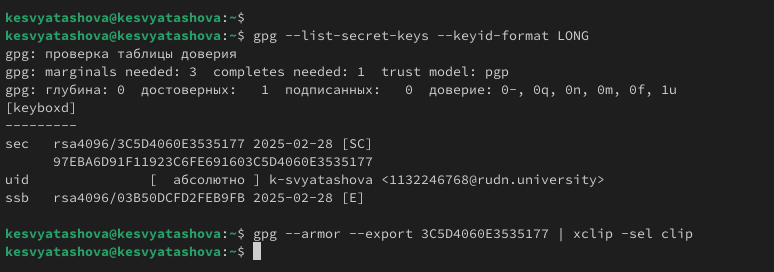 kesvyatashova@kesvyatashova:~$
kesvyatashova@kesvyatashova:~$ gpg --list-secret-keys --keyid-format LONG
gpg: проверка таблицы доверия
gpg: marginals needed: 3  completes needed: 1  trust model: pgp
gpg: глубина: 0  достоверных:   1  подписанных:   0  доверие: 0-, 0q, 0n, 0m, 0f, 1u
[keyboxd]
---------
sec   rsa4096/3C5D4060E3535177 2025-02-28 [SC]
      97EBA6D91F11923C6FE691603C5D4060E3535177
uid               [  абсолютно ] k-svyatashova <1132246768@rudn.university>
ssb   rsa4096/03B50DCFD2FEB9FB 2025-02-28 [E]
kesvyatashova@kesvyatashova:~$ gpg --armor --export 3C5D4060E3535177 | xclip -sel clip
kesvyatashova@kesvyatashova:~$